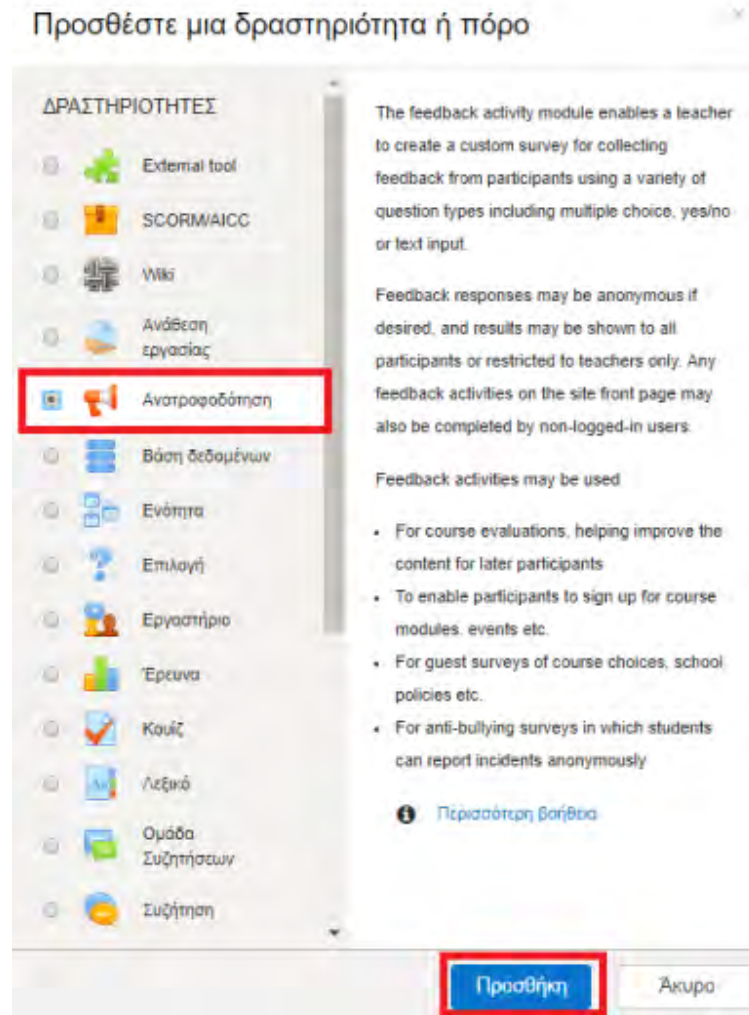 Προσθέστε μια δραστηριότητα ή πόρο
ΔΡΑΣΤΗΡΙΟΤΗΤΕΣ
External tool
SCORM/AICC
Wiki
Ανάθεση
εργασίας
Ανατροφοδότηση
Βάση δεδομένων
Ενότητα
Επιλογή
Εργαστήριο
Έρευνα
Κουίζ
Λεξικό
Ομάδα
Συζητήσεων
Συζήτηση
The feedback activity module enables a teacher
to create a custom survey for collecting
feedback from participants using a variety of
question types including multiple choice, yes/no
or text input.
Feedback responses may be anonymous if
desired, and results may be shown to all
participants or restricted to teachers only. Any
feedback activities on the site front page may
also be completed by non-logged-in users.
Feedback activities may be used
• For course evaluations, helping improve the
content for later participants
• To enable participants to sign up for course
modules, events etc.
• For guest surveys of course choices, school
policies etc.
• For anti-bullying surveys in which students
can report incidents anonymously
Περισσότερη βοήθεια
Προσθήκη
Άκυρο